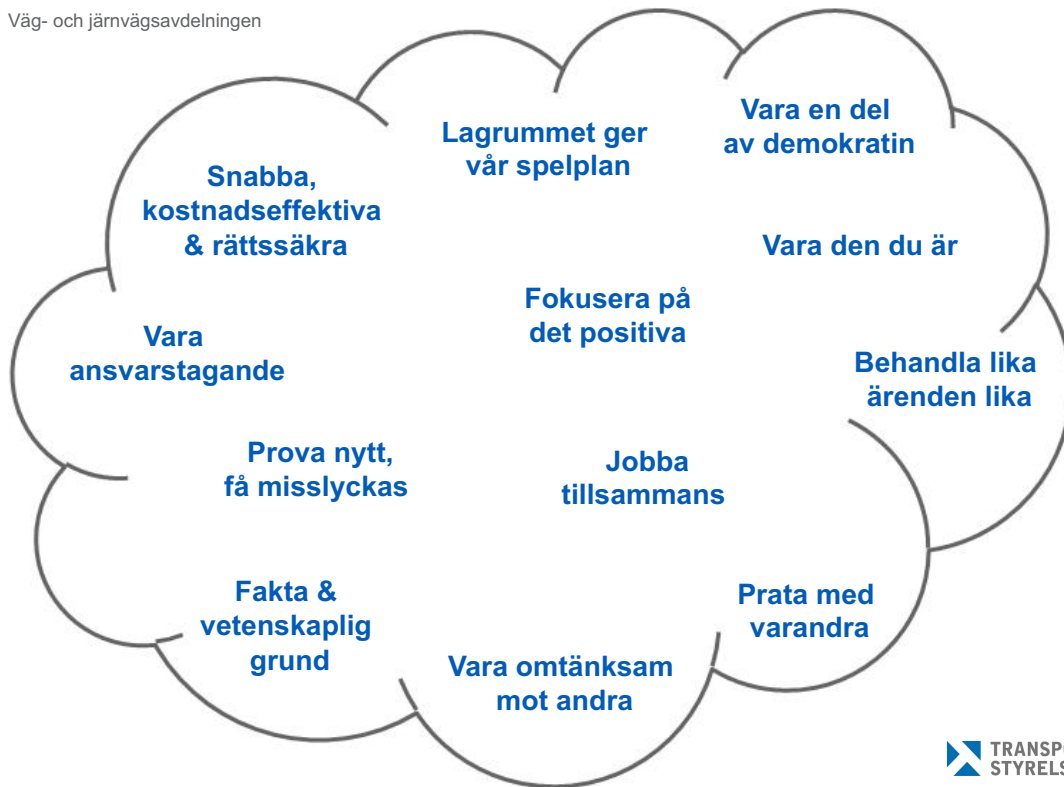 Väg- och järnvägsavdelningen
Vara en del
av demokratin
Lagrummet ger
vår spelplan
Snabba,
kostnadseffektiva
& rättssäkra
Vara den du är
Fokusera på
det positiva
Vara
ansvarstagande
Behandla lika
ärenden lika
Prova nytt,
få misslyckas
Jobba
tillsammans
Fakta &
vetenskaplig
grund
Prata med
varandra
Vara omtänksam
mot andra